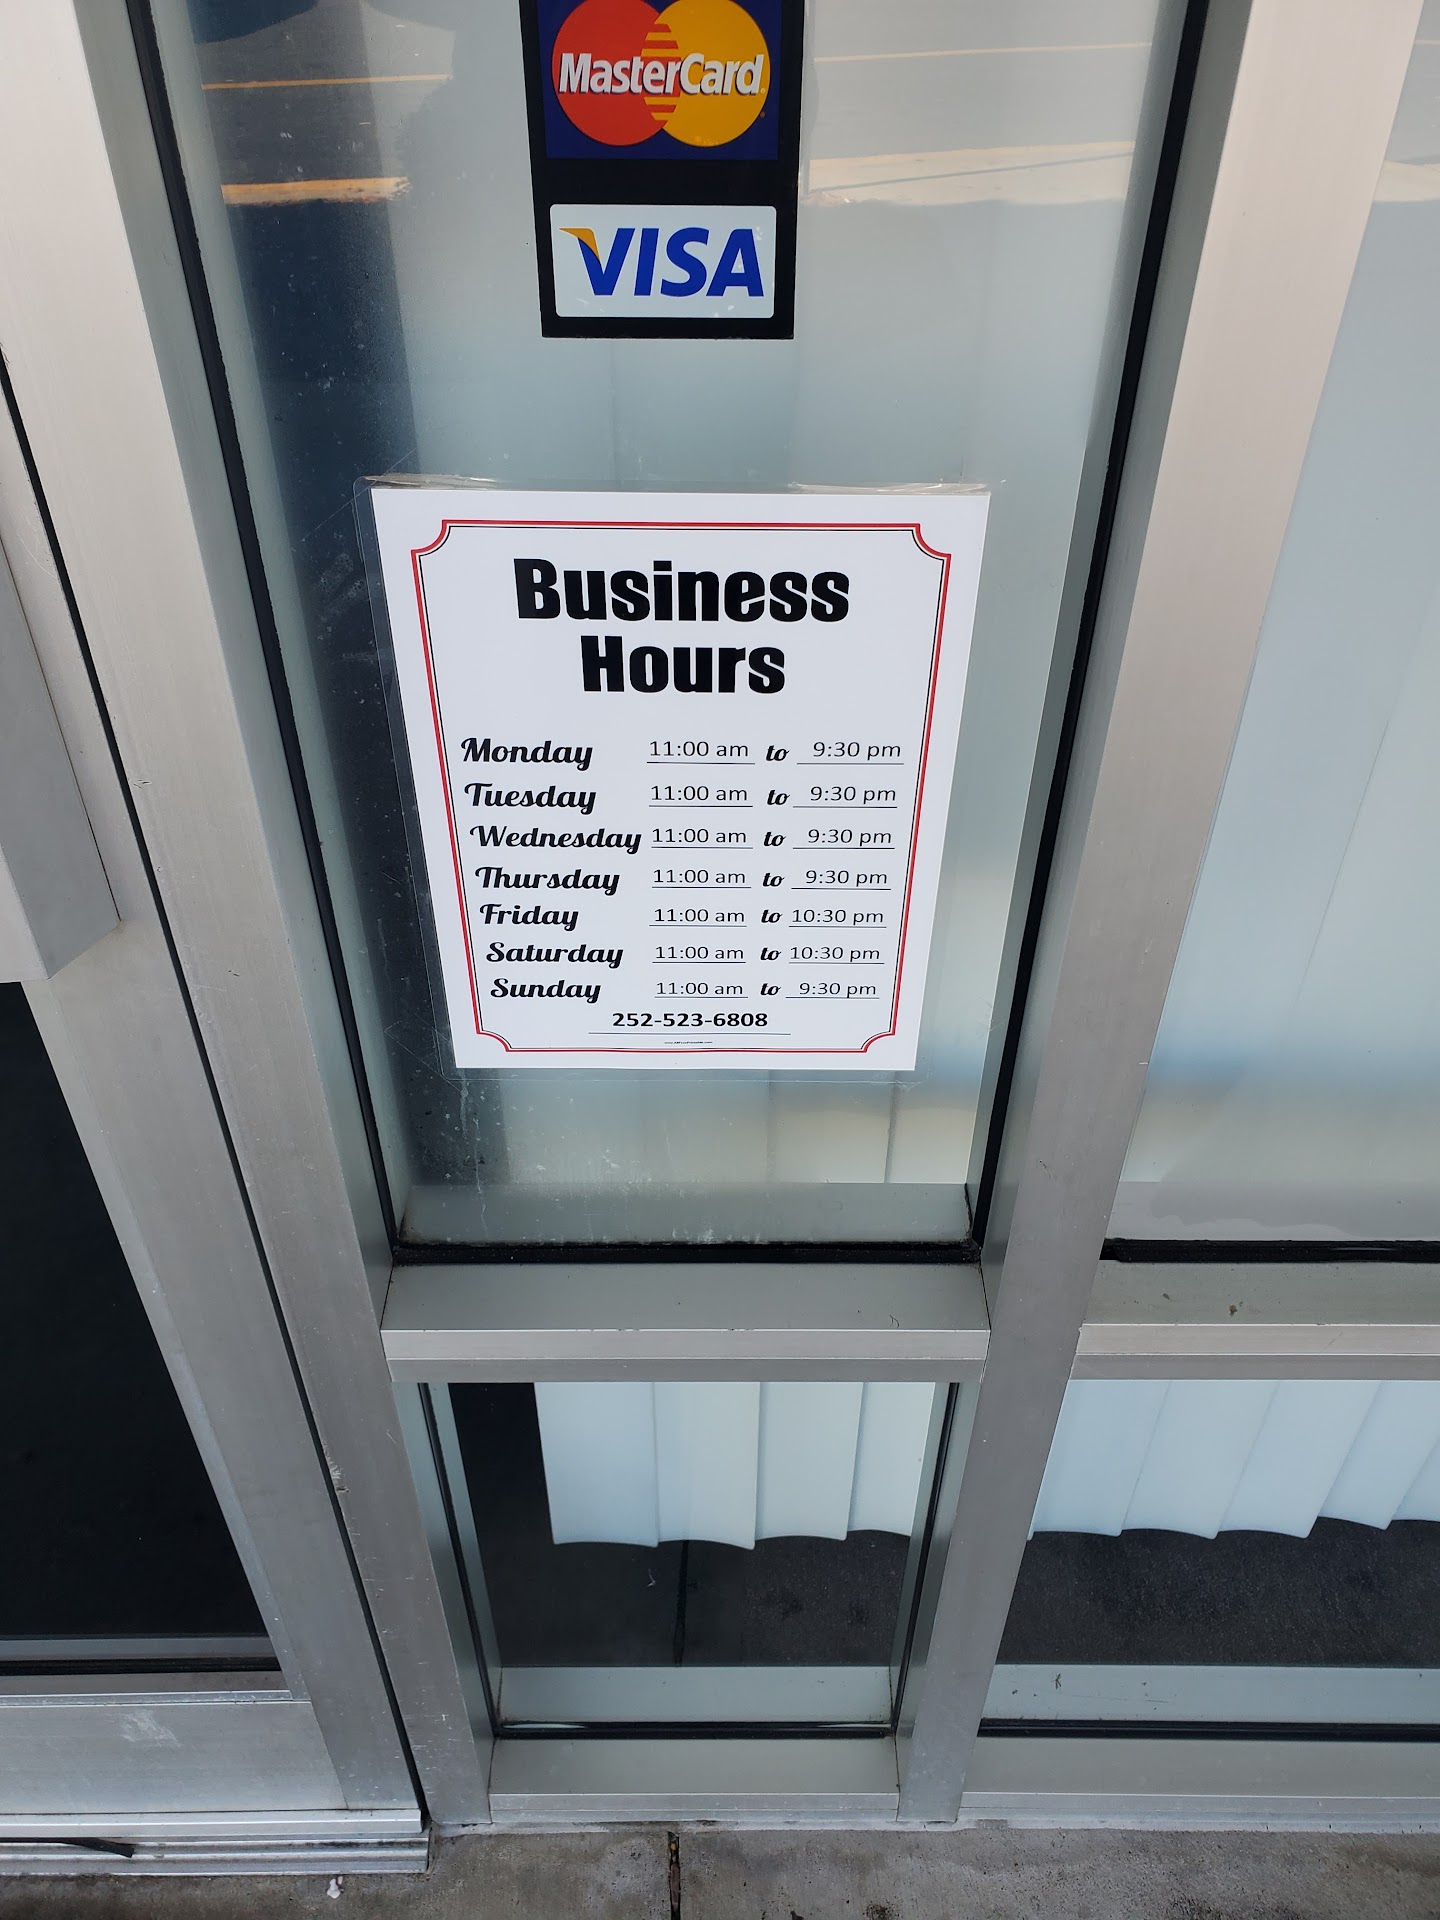 MasterCard
VISA
Business
Hours
Monday 11:00 am to 9:30 pm
Tuesday 11:00 am to 9:30 pm
Wednesday 11:00 am to 9:30 pm
Thursday 11:00 am to 9:30 pm
Friday 11:00 am to 10:30 pm
Saturday 11:00 am to 10:30 pm
Sunday 11:00 am to 9:30 pm
252-523-6808